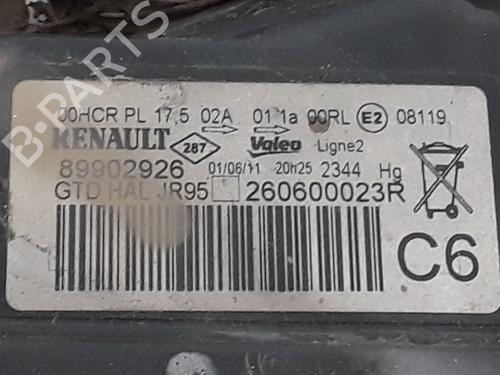 00HCR PL 17,5 02A 01 1a 00RL E2 08119
RENAULT 287 Valeo Ligne2
89902926 01/06/11 20h25 2344 Hg
GTD HAL JR95 260600023R
C6
B-PARTS